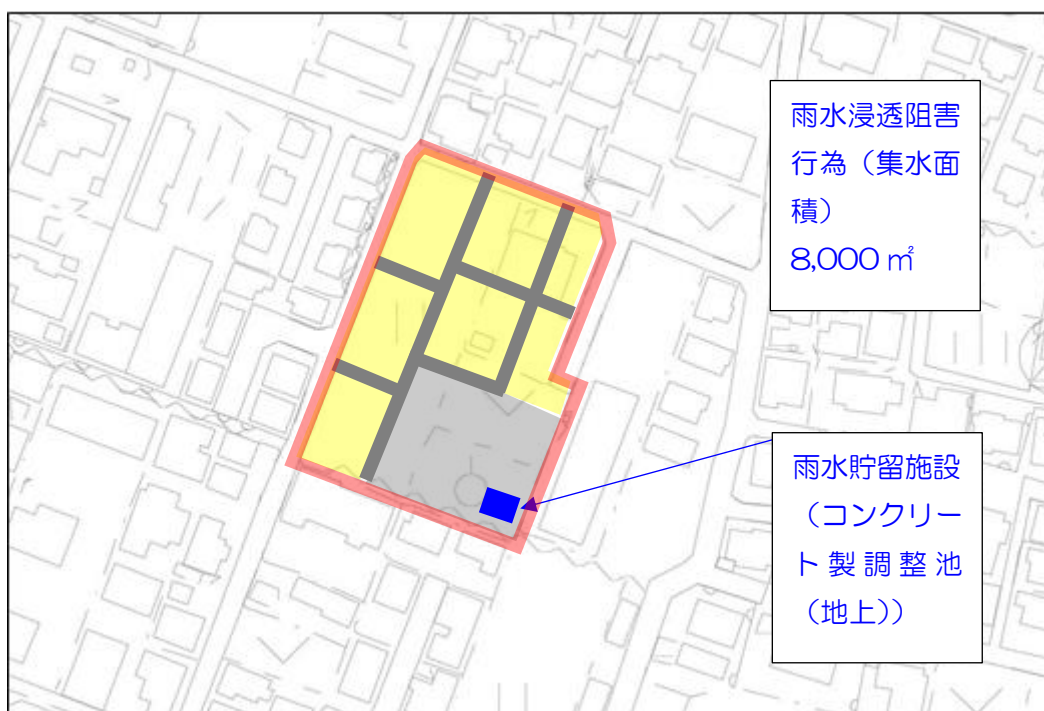 雨水浸透阻害
行為（集水面
積）
8,000 ㎡
雨水貯留施設
（コンクリー
ト製調整池
（地上））